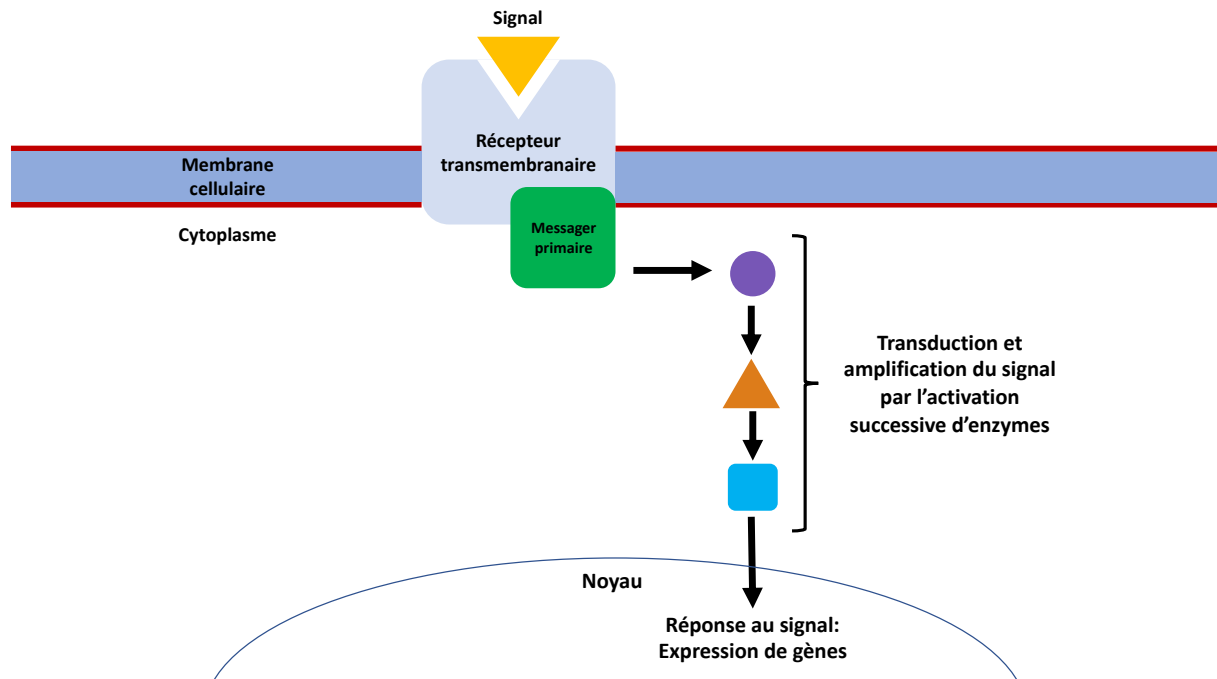 Signal
Récepteur
transmembranaire
Membrane
cellulaire
Messager
primaire
Cytoplasme
Transduction et
amplification du signal
par l’activation
successive d’enzymes
Noyau
Réponse au signal:
Expression de gènes